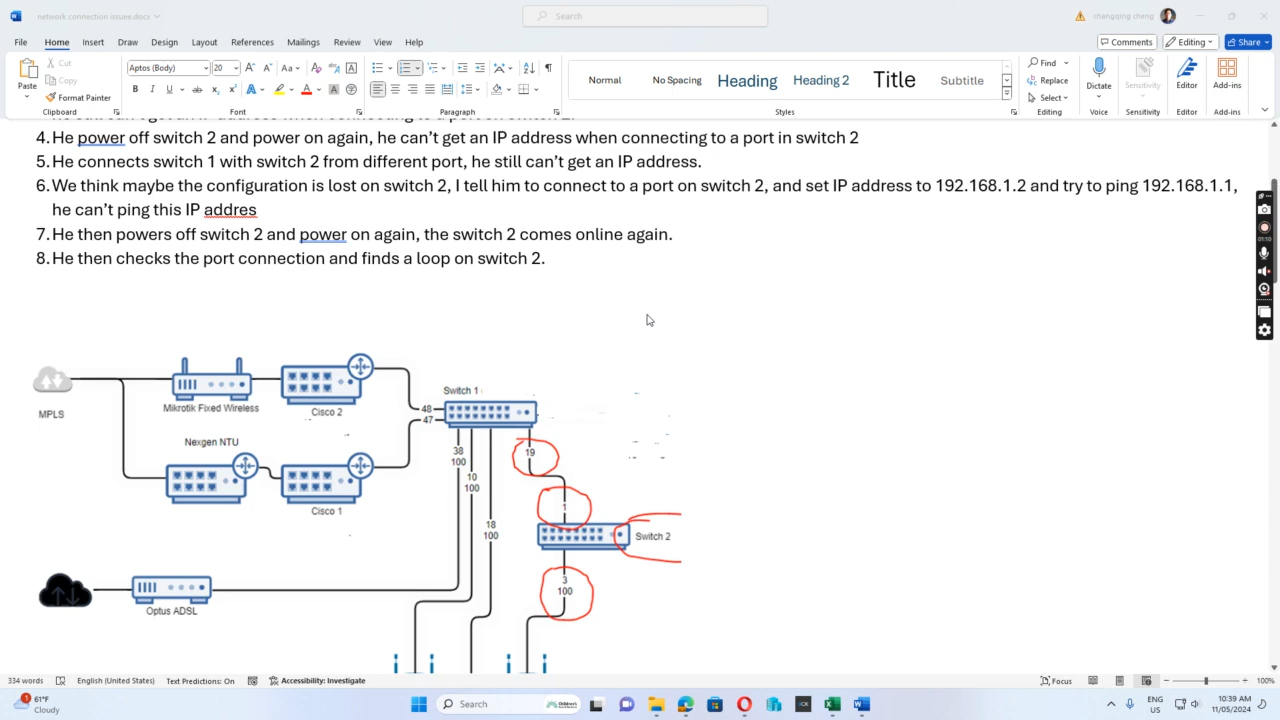 network connection issues.docx
Search
changqing cheng
File Home Insert Draw Design Layout References Mailings Review View Help
Comments Editing Share
Paste
Cut
Copy
Format Painter
Clipboard
Aptos (Body) 20
Font
Paragraph
Normal No Spacing Heading Heading 2 Title Subtitle
Styles
Find
Replace
Select
Editing
Dictate
Voice
Sensitivity
Sensitivity
Editor
Editor
Add-ins
Add-ins
4. He power off switch 2 and power on again, he can't get an IP address when connecting to a port in switch 2
5. He connects switch 1 with switch 2 from different port, he still can't get an IP address.
6. We think maybe the configuration is lost on switch 2, I tell him to connect to a port on switch 2, and set IP address to 192.168.1.2 and try to ping 192.168.1.1,
he can't ping this IP addres
7. He then powers off switch 2 and power on again, the switch 2 comes online again.
8. He then checks the port connection and finds a loop on switch 2.
01:10
MPLS
Mikrotik Fixed Wireless
Cisco 2
Switch 1
48
47
Nexgen NTU
Cisco 1
38
100
10
100
18
100
19
1
Switch 2
3
100
Optus ADSL
334 words English (United States) Text Predictions: On Accessibility: Investigate Focus 100%
61°F
Cloudy
Search
ENG
US
10:39 AM
11/05/2024